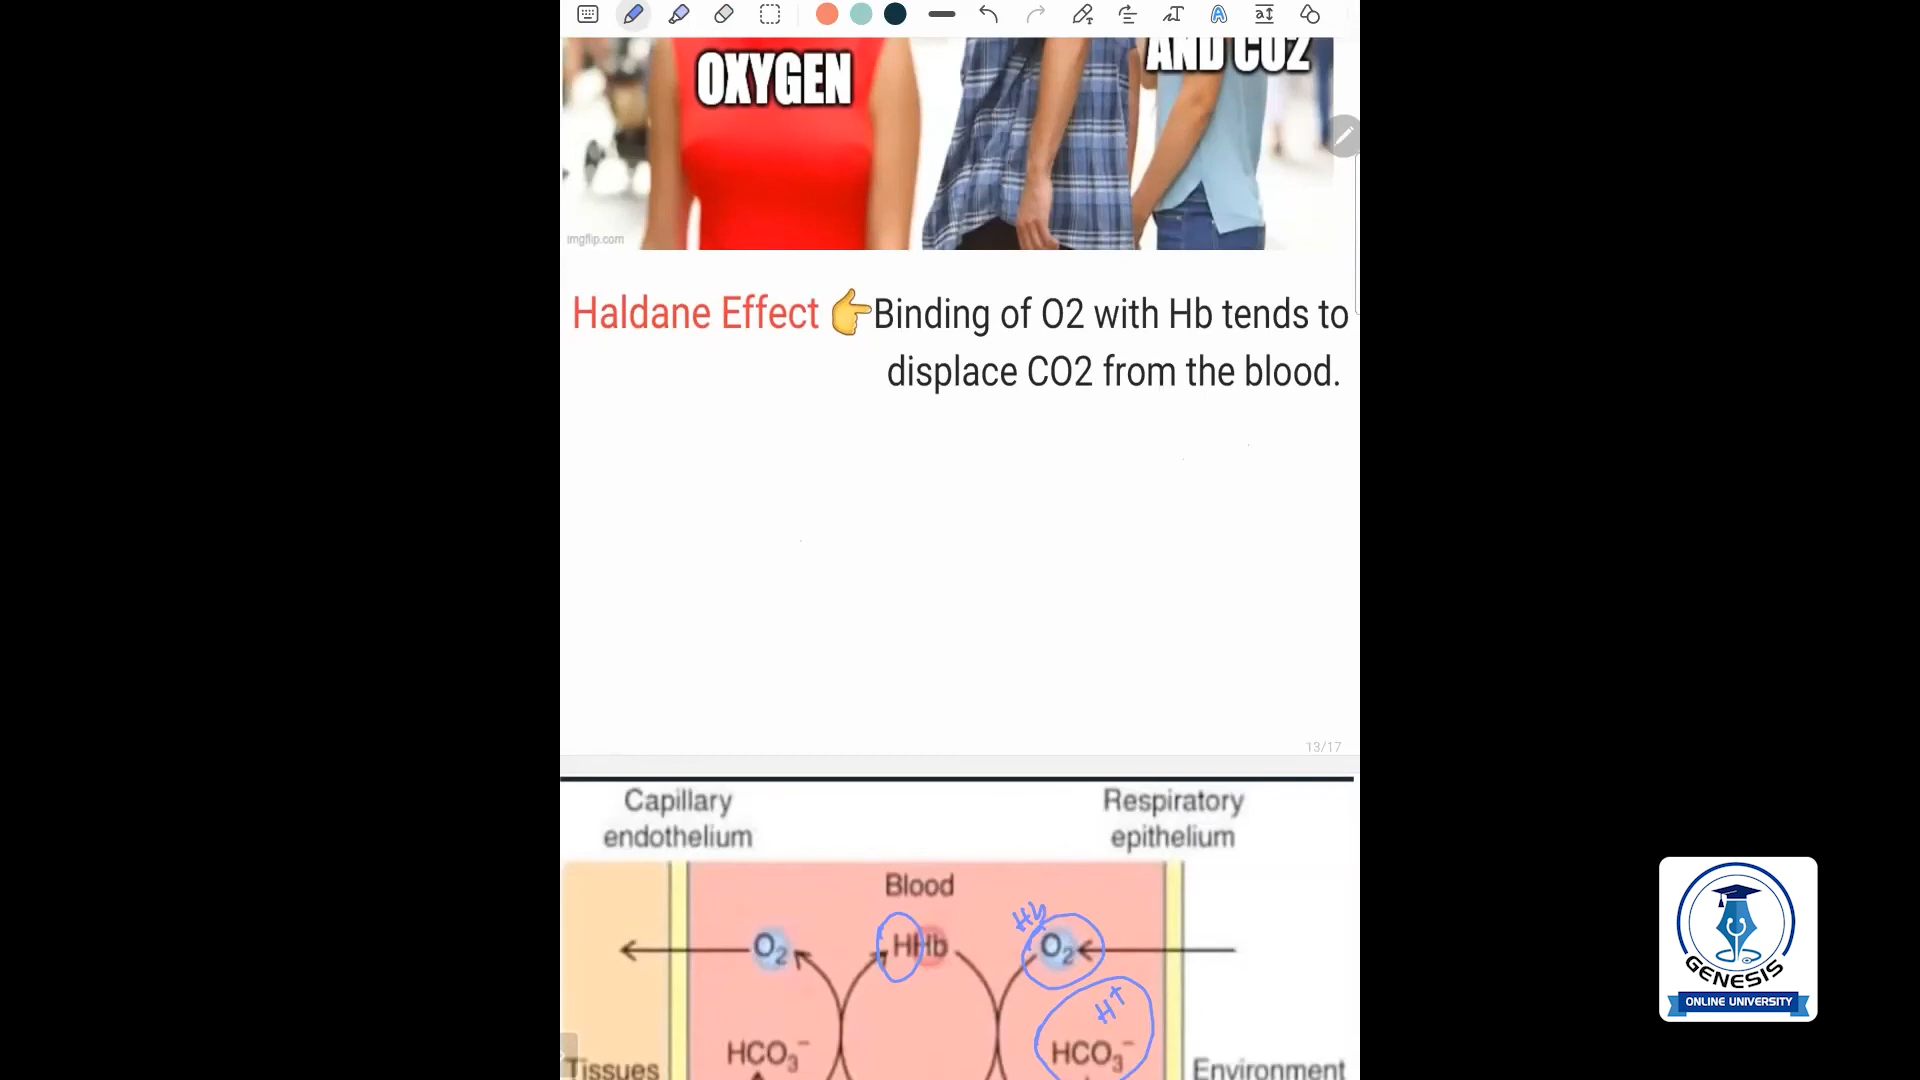 OXYGEN
AND CO2
imgflip.com
Haldane Effect 👉Binding of O2 with Hb tends to
displace CO2 from the blood.
13/17
Capillary
endothelium
Respiratory
epithelium
Blood
Hb
O₂
HHb
O₂
H+
HCO₃⁻
HCO₃⁻
Tissues
Environment
GENESIS
ONLINE UNIVERSITY